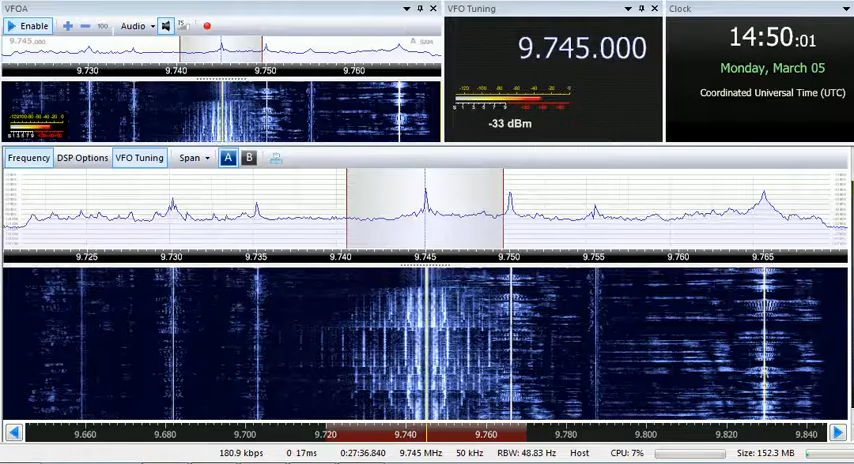 VFOA
Enable
100
Audio
9.745.000
A SAM
9.730 9.740 9.750 9.760
VFO Tuning
9.745.000
-33 dBm
Clock
14:50:01
Monday, March 05
Coordinated Universal Time (UTC)
Frequency DSP Options VFO Tuning Span A B
9.725 9.730 9.735 9.740 9.745 9.750 9.755 9.760 9.765
9.660 9.680 9.700 9.720 9.740 9.760 9.780 9.800 9.820 9.840
180.9 kbps 0 17ms 0:27:36.840 9.745 MHz 50 kHz RBW: 48.83 Hz Host CPU: 7% Size: 152.3 MB